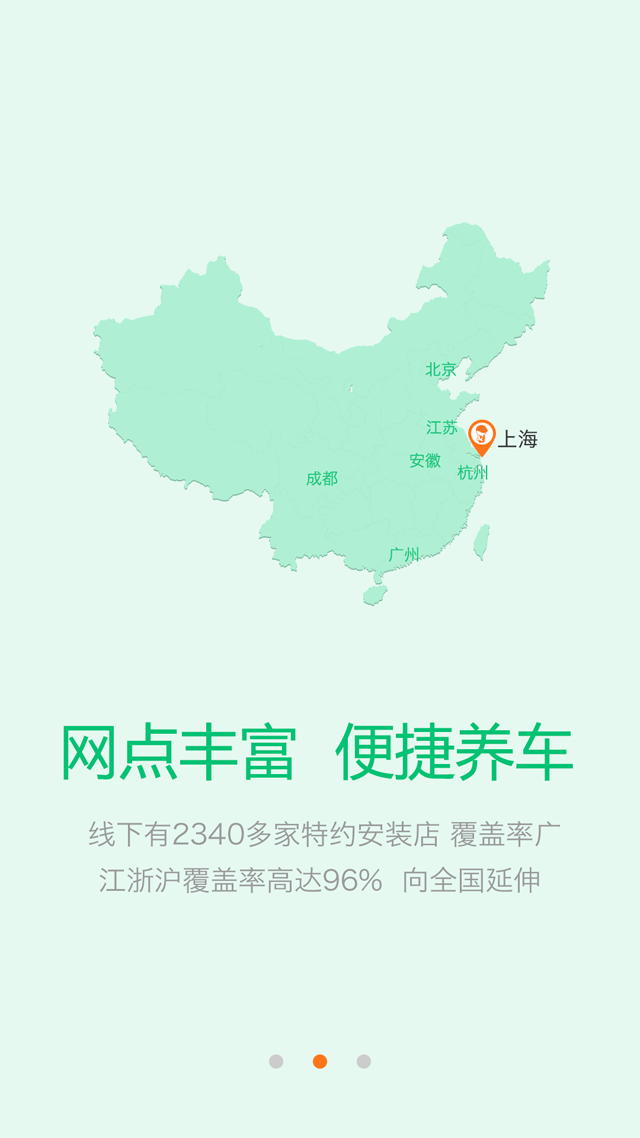 北京
江苏
上海
安徽
杭州
成都
广州
网点丰富 便捷养车
线下有2340多家特约安装店 覆盖率广
江浙沪覆盖率高达96% 向全国延伸